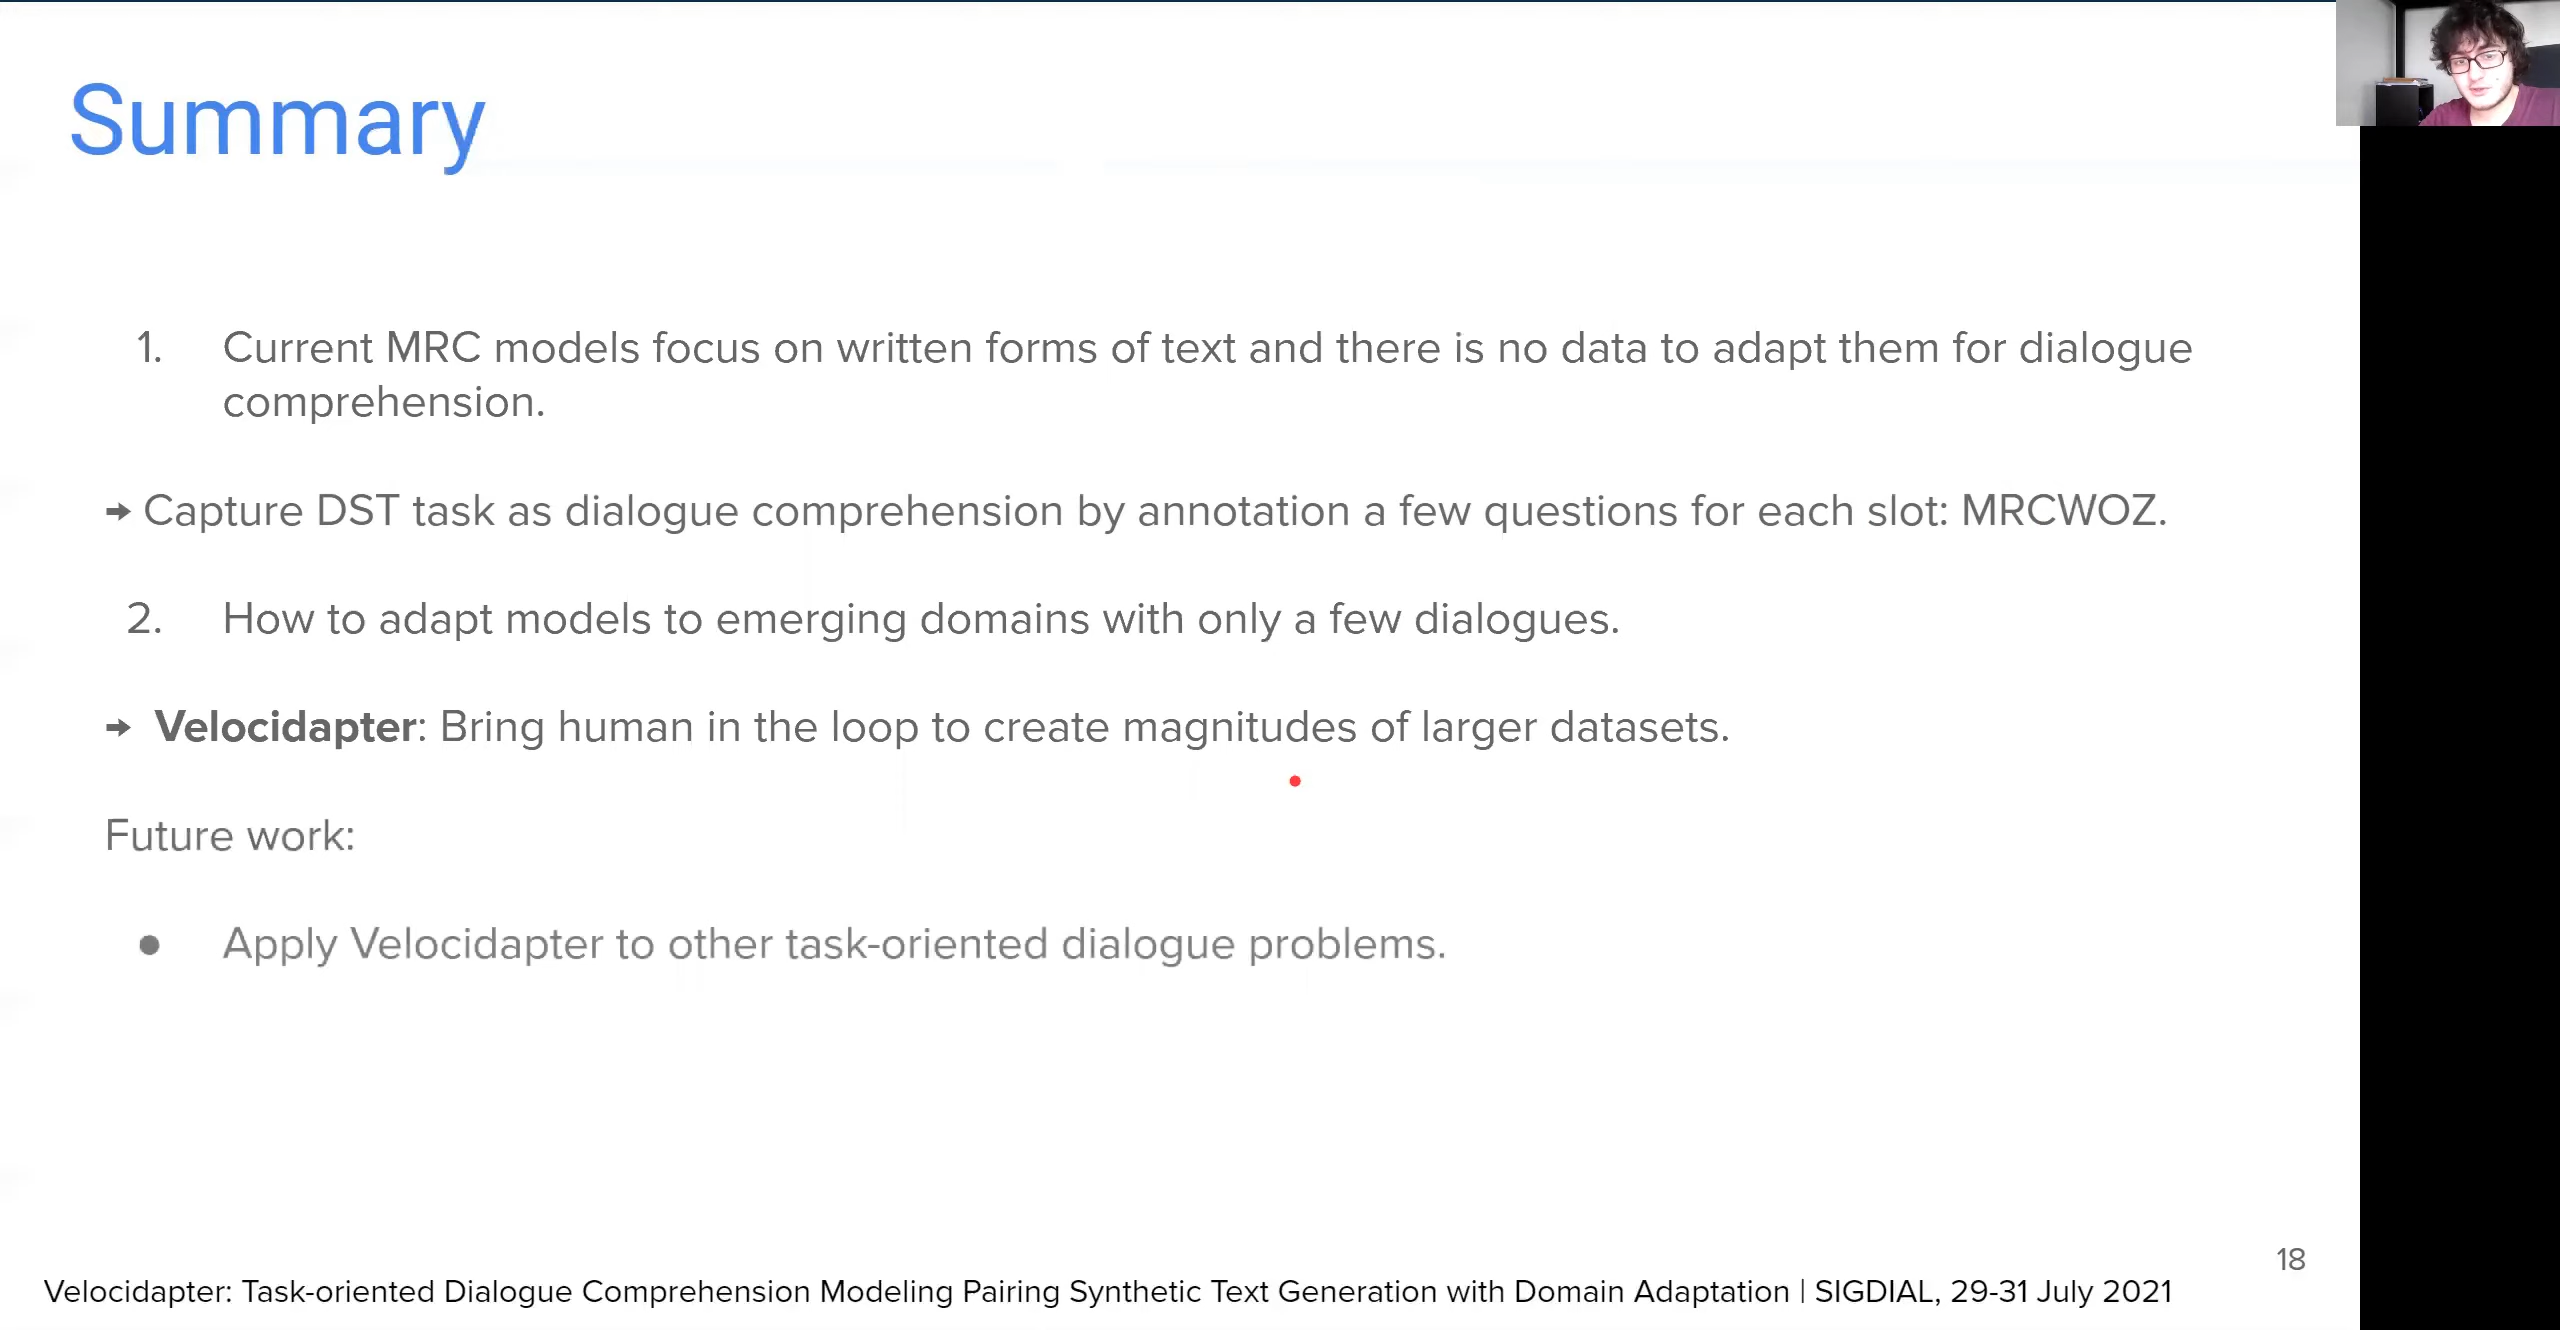 Summary
1. Current MRC models focus on written forms of text and there is no data to adapt them for dialogue
comprehension.
➞ Capture DST task as dialogue comprehension by annotation a few questions for each slot: MRCWOZ.
2. How to adapt models to emerging domains with only a few dialogues.
➞ Velocidapter: Bring human in the loop to create magnitudes of larger datasets.
Future work:
● Apply Velocidapter to other task-oriented dialogue problems.
18
Velocidapter: Task-oriented Dialogue Comprehension Modeling Pairing Synthetic Text Generation with Domain Adaptation | SIGDIAL, 29-31 July 2021